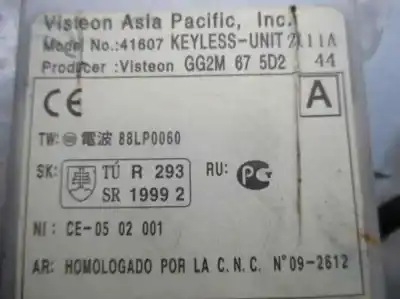 Visteon Asia Pacific, Inc.
Model No.:41607 KEYLESS-UNIT 2111A
Producer :Visteon GG2M 67 5D2 44
CE A
TW: 電波 88LP0060
SK: TÚ R 293 RU: PG
SR 1999 2
NI: CE-05 02 001
AR: HOMOLOGADO POR LA C.N.C. N°09-2612